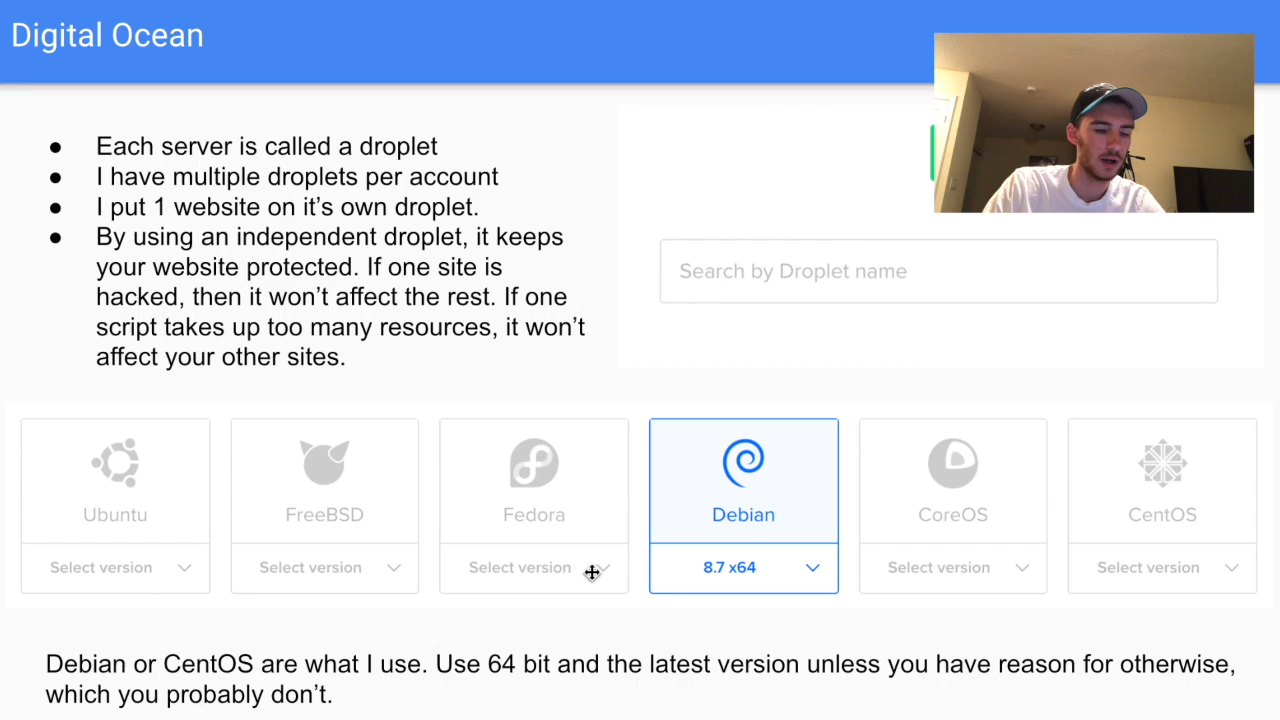 Digital Ocean
Each server is called a droplet
I have multiple droplets per account
I put 1 website on it’s own droplet.
By using an independent droplet, it keeps
your website protected. If one site is
hacked, then it won’t affect the rest. If one
script takes up too many resources, it won’t
affect your other sites.
Search by Droplet name
Ubuntu
FreeBSD
Fedora
Debian
CoreOS
CentOS
Select version
Select version
Select version
8.7 x64
Select version
Select version
Debian or CentOS are what I use. Use 64 bit and the latest version unless you have reason for otherwise,
which you probably don’t.